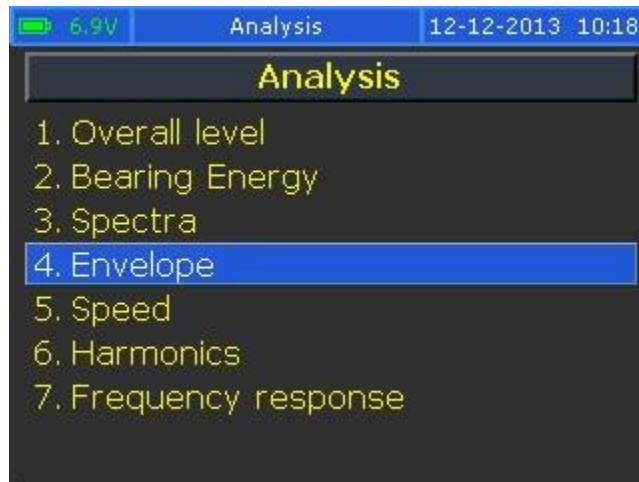 6.9V Analysis 12-12-2013 10:18
Analysis
1. Overall level
2. Bearing Energy
3. Spectra
4. Envelope
5. Speed
6. Harmonics
7. Frequency response